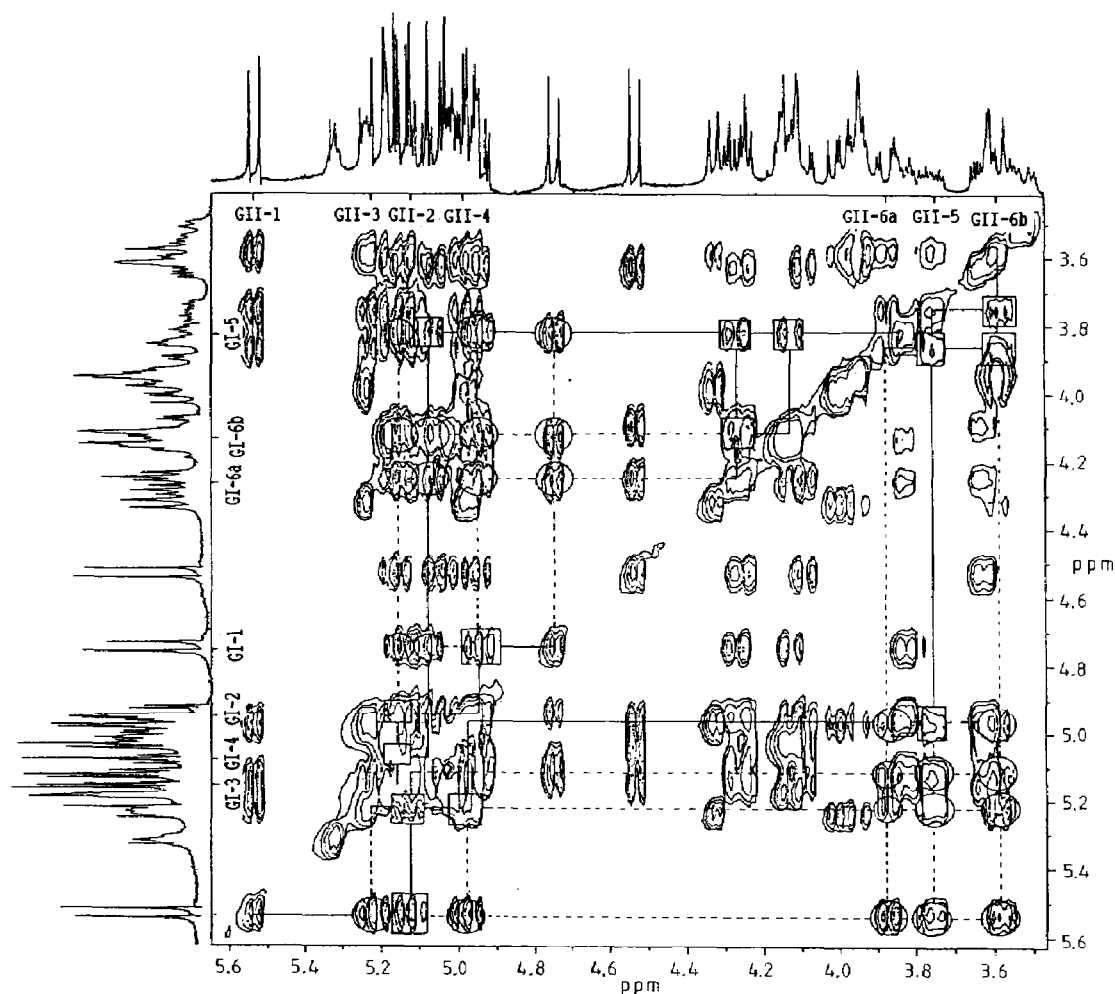 GII-1 GII-3 GII-2 GII-4 GII-6a GII-5 GII-6b
GI-5
GI-6b
GI-6a
GI-1
GI-2
GI-4
GI-3
3.6
3.8
4.0
4.2
4.4
ppm
4.6
4.8
5.0
5.2
5.4
5.6
5.6 5.4 5.2 5.0 4.8 4.6 4.4 4.2 4.0 3.8 3.6
ppm